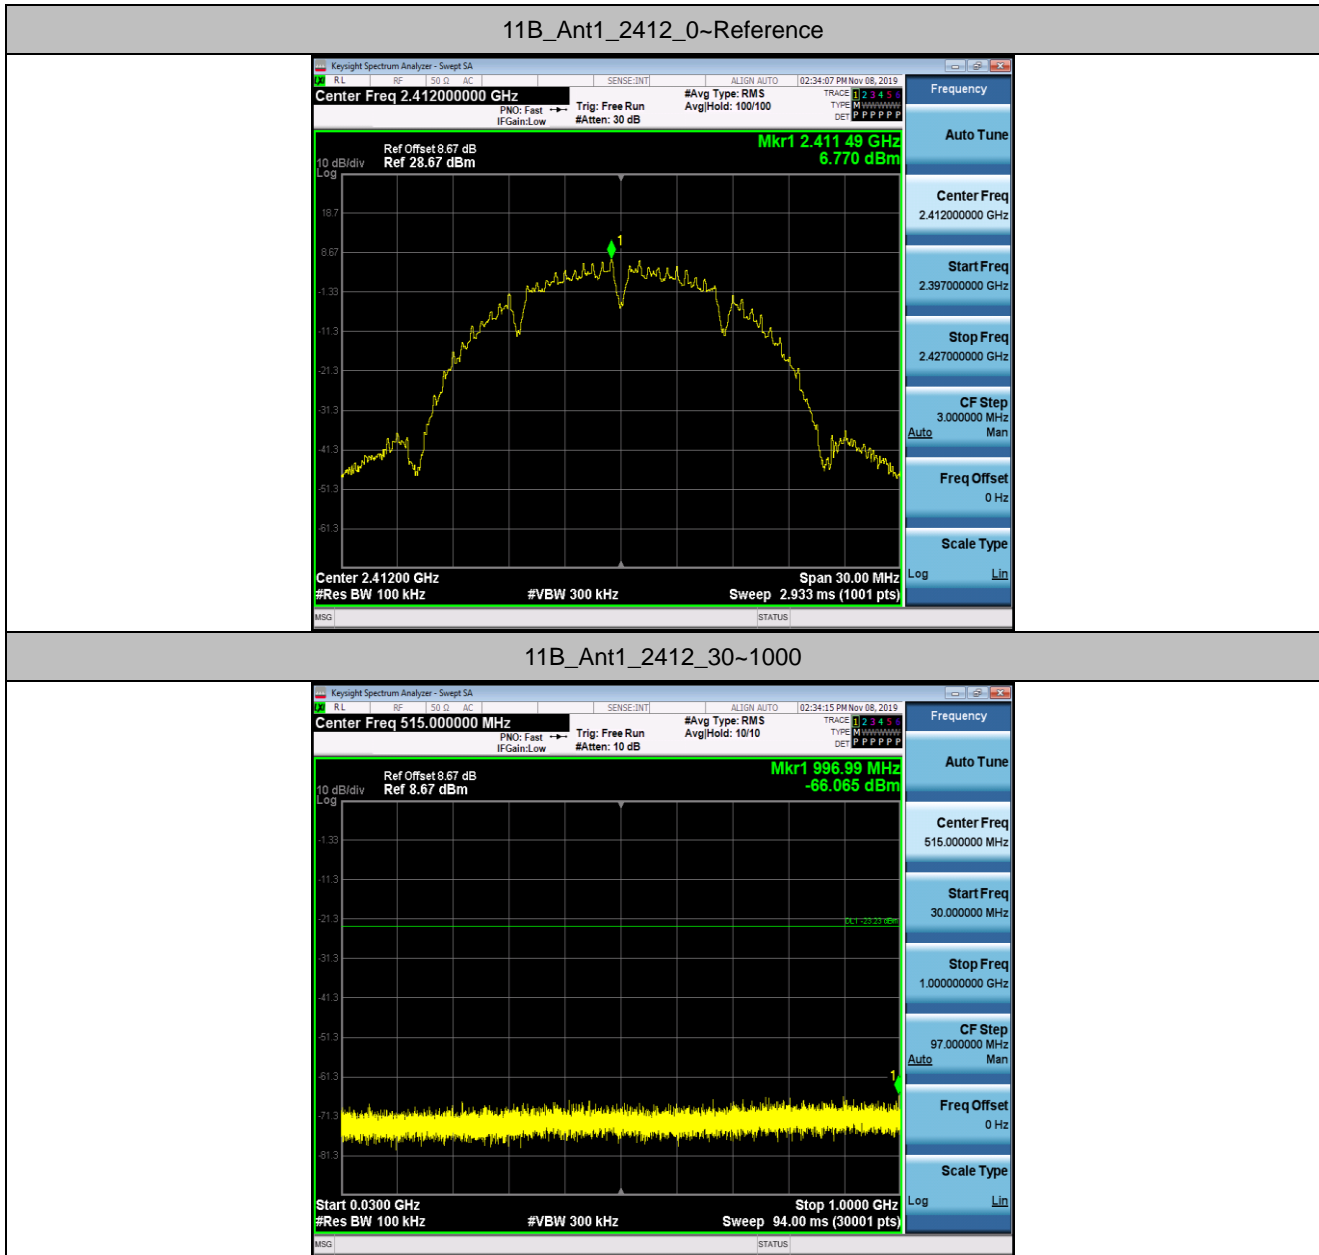 11B_Ant1_2412_0~Reference
Keysight Spectrum Analyzer - Swept SA
RL RF 50 Ω AC SENSE:INT ALIGN AUTO 02:34:07 PM Nov 08, 2019
Center Freq 2.412000000 GHz
PNO: Fast
IFGain:Low
Trig: Free Run
#Atten: 30 dB
#Avg Type: RMS
Avg|Hold: 100/100
TRACE 1 2 3 4 5 6
TYPE M WWWWW
DET P P P P P P
Ref Offset 8.67 dB
10 dB/div Ref 28.67 dBm
Log
Mkr1 2.411 49 GHz
6.770 dBm
18.7
8.67
-1.33
-11.3
-21.3
-31.3
-41.3
-51.3
-61.3
1
Center 2.41200 GHz Span 30.00 MHz
#Res BW 100 kHz #VBW 300 kHz Sweep 2.933 ms (1001 pts)
MSG STATUS
Frequency
Auto Tune
Center Freq
2.412000000 GHz
Start Freq
2.397000000 GHz
Stop Freq
2.427000000 GHz
CF Step
3.000000 MHz
Auto Man
Freq Offset
0 Hz
Scale Type
Log Lin
11B_Ant1_2412_30~1000
Keysight Spectrum Analyzer - Swept SA
RL RF 50 Ω AC SENSE:INT ALIGN AUTO 02:34:15 PM Nov 08, 2019
Center Freq 515.000000 MHz
PNO: Fast
IFGain:Low
Trig: Free Run
#Atten: 10 dB
#Avg Type: RMS
Avg|Hold: 10/10
TRACE 1 2 3 4 5 6
TYPE M WWWWW
DET P P P P P P
Ref Offset 8.67 dB
10 dB/div Ref 8.67 dBm
Log
Mkr1 996.99 MHz
-66.065 dBm
-1.33
-11.3
-21.3
-31.3
-41.3
-51.3
-61.3
-71.3
-81.3
DL1 -23.23 dBm
1
Start 0.0300 GHz Stop 1.0000 GHz
#Res BW 100 kHz #VBW 300 kHz Sweep 94.00 ms (30001 pts)
MSG STATUS
Frequency
Auto Tune
Center Freq
515.000000 MHz
Start Freq
30.000000 MHz
Stop Freq
1.000000000 GHz
CF Step
97.000000 MHz
Auto Man
Freq Offset
0 Hz
Scale Type
Log Lin